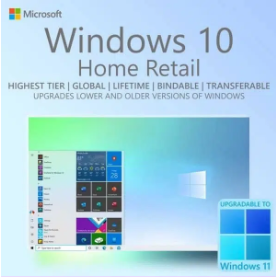 Microsoft
Windows 10
Home Retail
HIGHEST TIER | GLOBAL | LIFETIME | BINDABLE | TRANSFERABLE
UPGRADES LOWER AND OLDER VERSIONS OF WINDOWS
UPGRADABLE TO
Windows 11